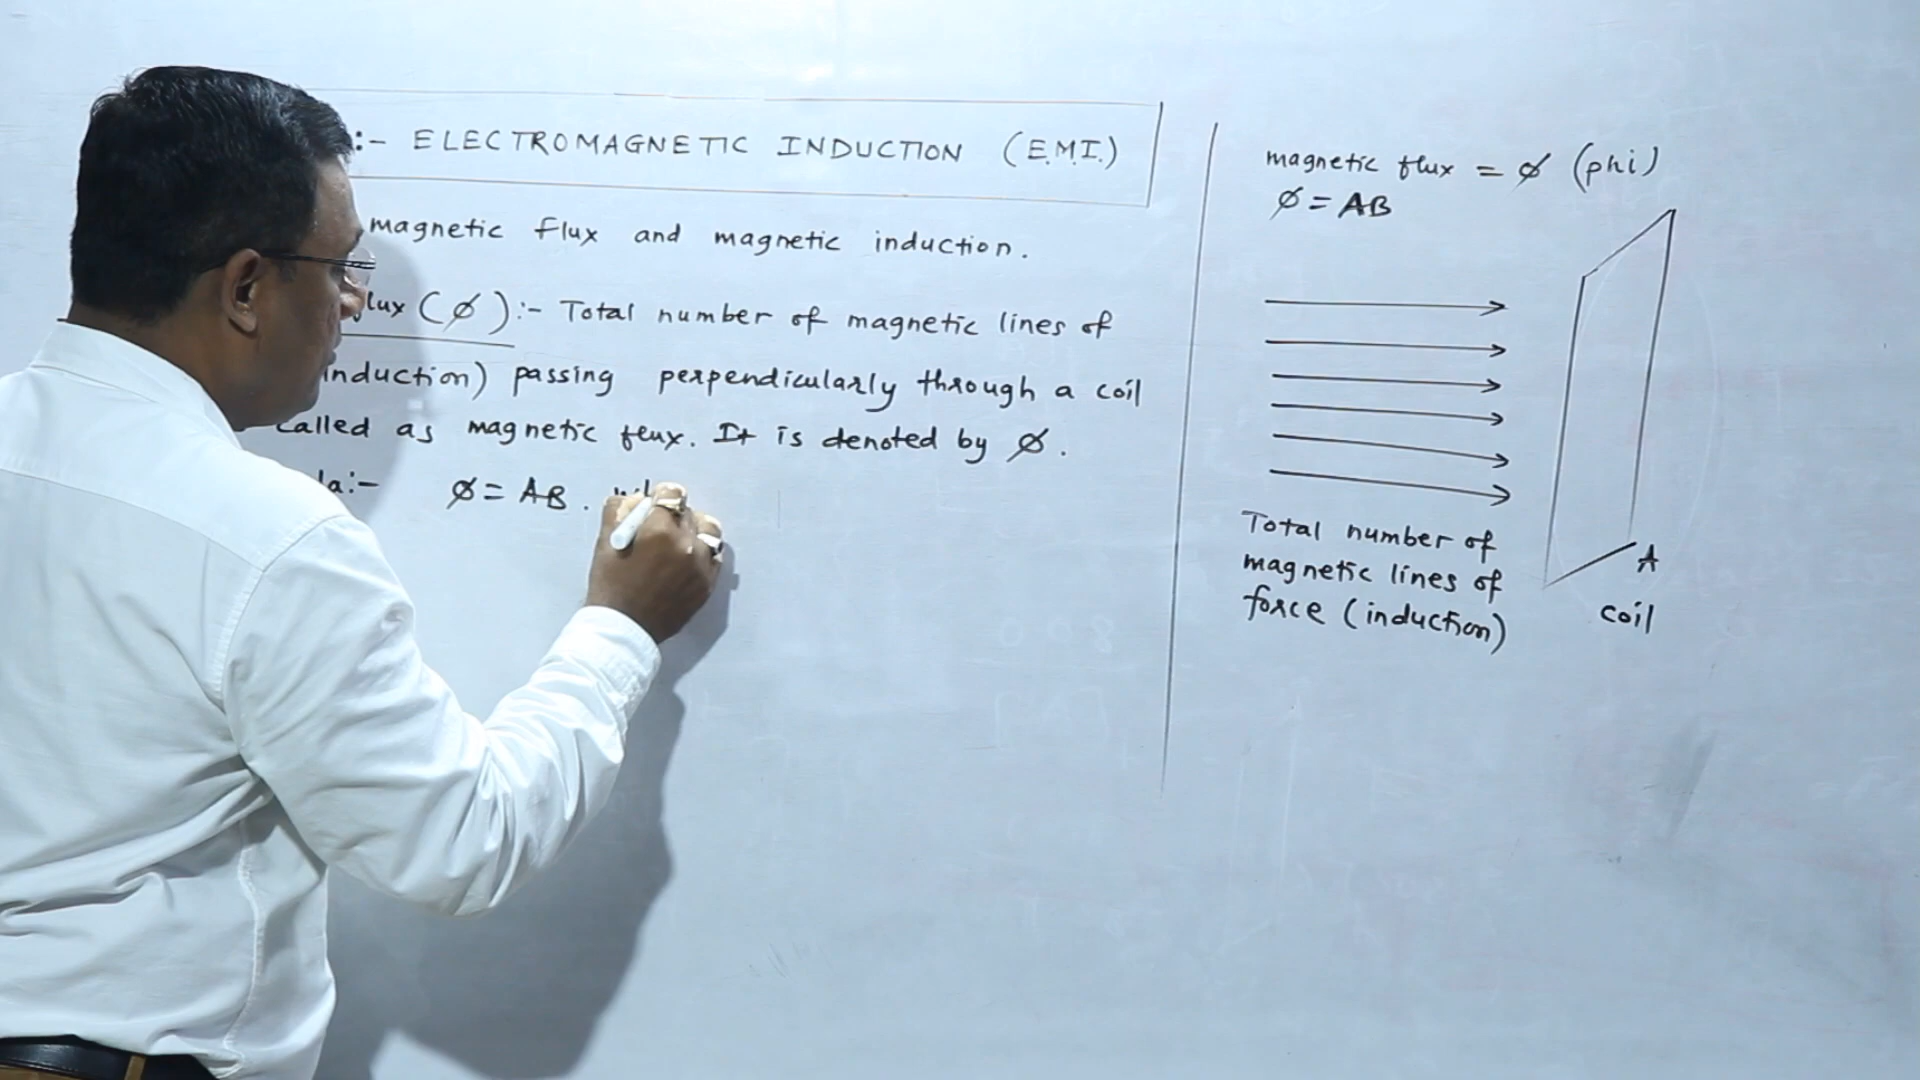 :- ELECTROMAGNETIC INDUCTION (E.M.I.)
magnetic flux and magnetic induction.
lux (ϕ):- Total number of magnetic lines of
induction) passing perpendicularly through a coil
called as magnetic flux. It is denoted by ϕ.
la:- ϕ = AB.
magnetic flux = ϕ (phi)
ϕ = AB
Total number of
magnetic lines of
force (induction)
A
coil